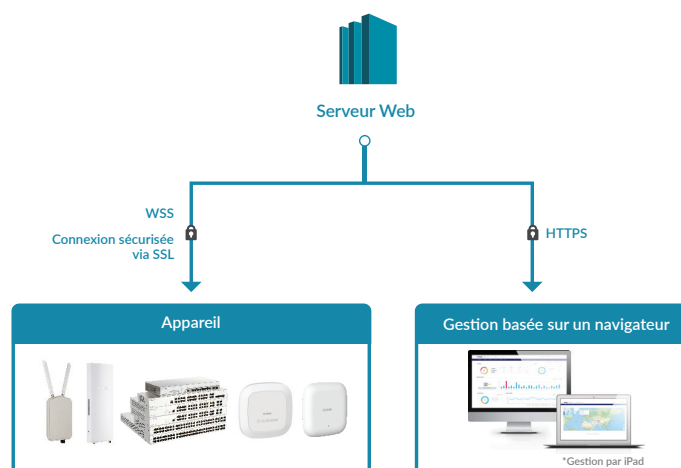 Serveur Web
WSS
Connexion sécurisée
via SSL
HTTPS
Appareil
Gestion basée sur un navigateur
*Gestion par iPad